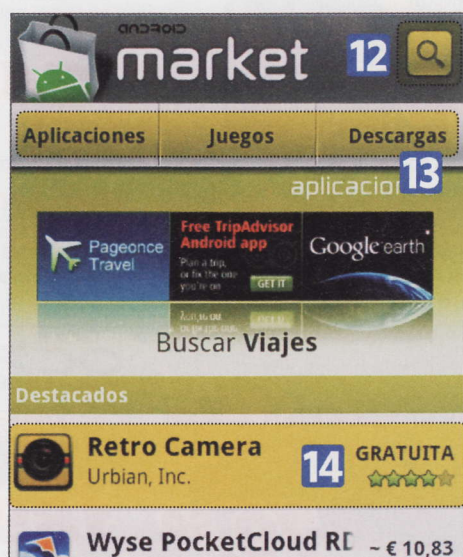 ANDROID
market
12
Aplicaciones Juegos Descargas
13
aplicacion
Pageonce
Travel
Free TripAdvisor
Android app
Plan a trip,
or fix the one
you're on
GET IT
Google earth
Buscar Viajes
Destacados
Retro Camera
Urbian, Inc.
14
GRATUITA
Wyse PocketCloud RD
~ € 10,83